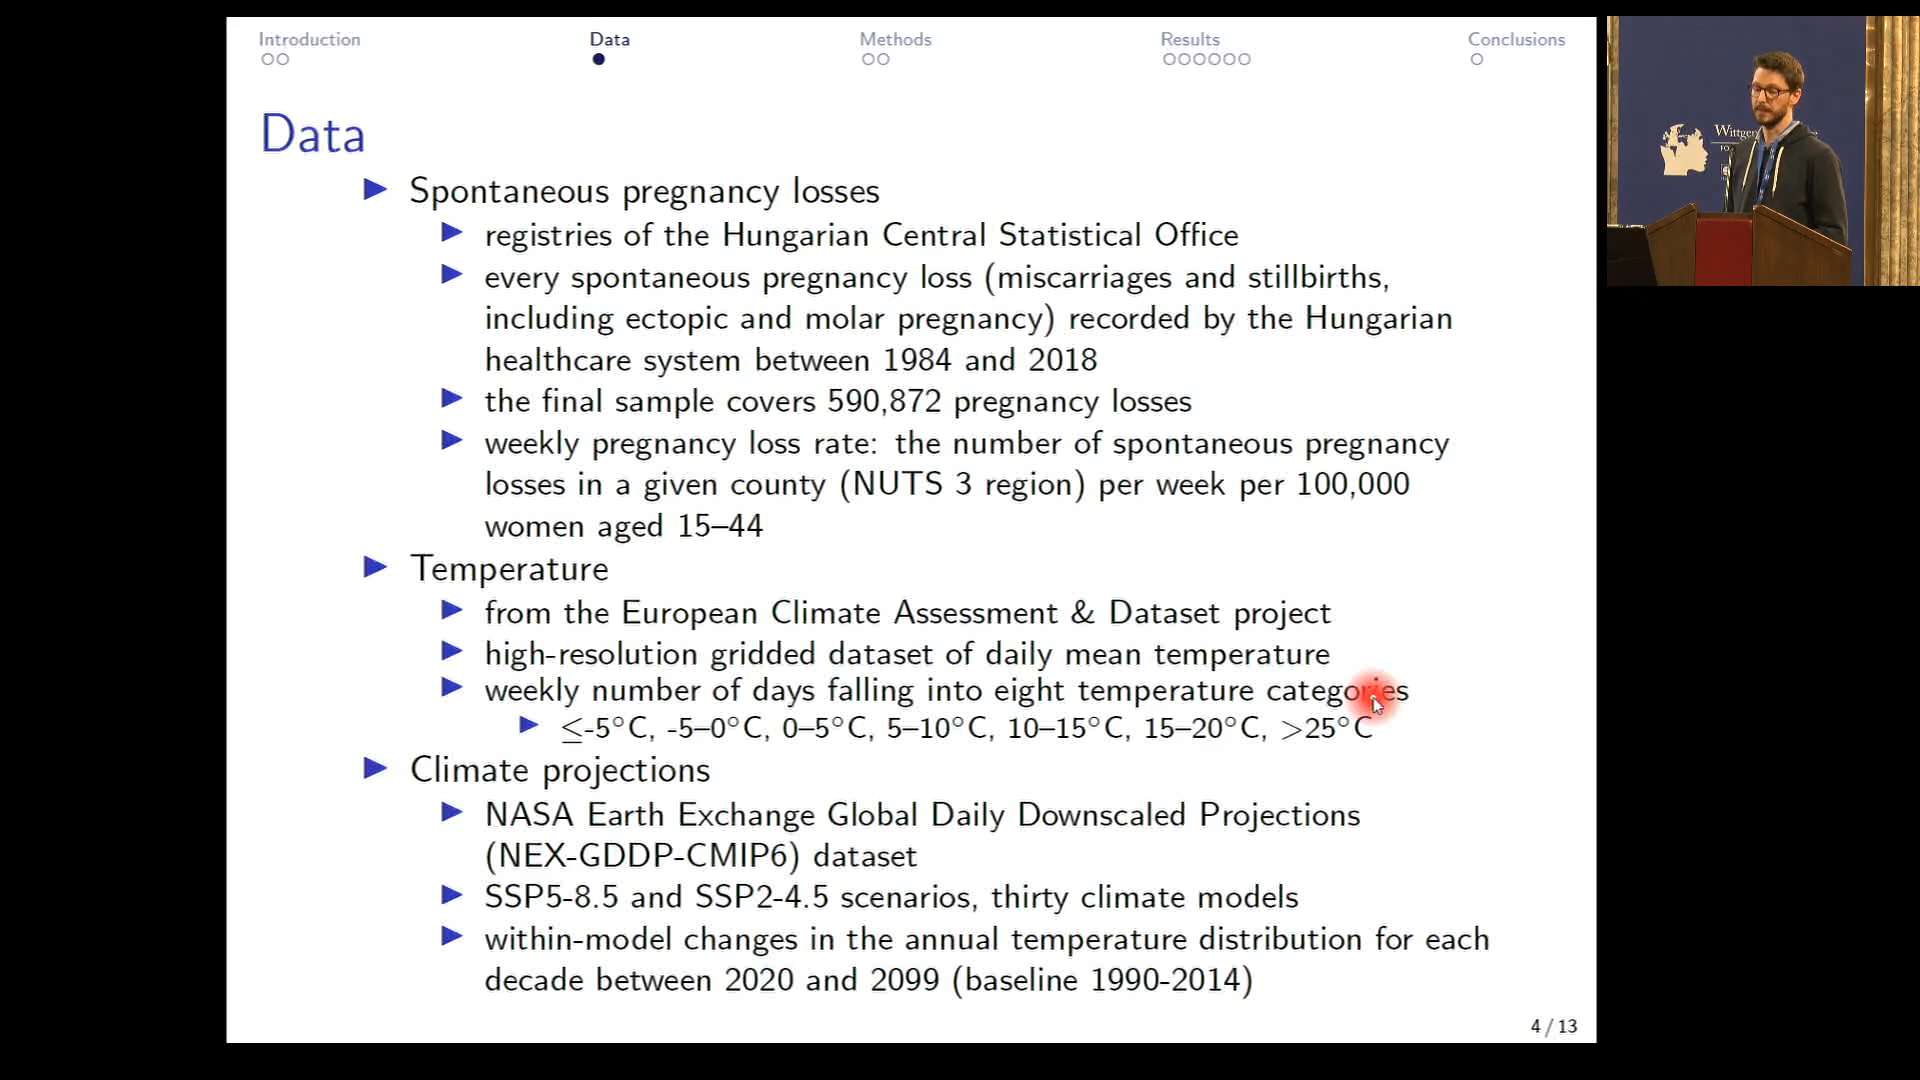 Introduction
Data
Methods
Results
Conclusions
Data
Spontaneous pregnancy losses
registries of the Hungarian Central Statistical Office
every spontaneous pregnancy loss (miscarriages and stillbirths,
including ectopic and molar pregnancy) recorded by the Hungarian
healthcare system between 1984 and 2018
the final sample covers 590,872 pregnancy losses
weekly pregnancy loss rate: the number of spontaneous pregnancy
losses in a given county (NUTS 3 region) per week per 100,000
women aged 15–44
Temperature
from the European Climate Assessment & Dataset project
high-resolution gridded dataset of daily mean temperature
weekly number of days falling into eight temperature categories
≤-5°C, -5–0°C, 0–5°C, 5–10°C, 10–15°C, 15–20°C, >25°C
Climate projections
NASA Earth Exchange Global Daily Downscaled Projections
(NEX-GDDP-CMIP6) dataset
SSP5-8.5 and SSP2-4.5 scenarios, thirty climate models
within-model changes in the annual temperature distribution for each
decade between 2020 and 2099 (baseline 1990-2014)
4 / 13